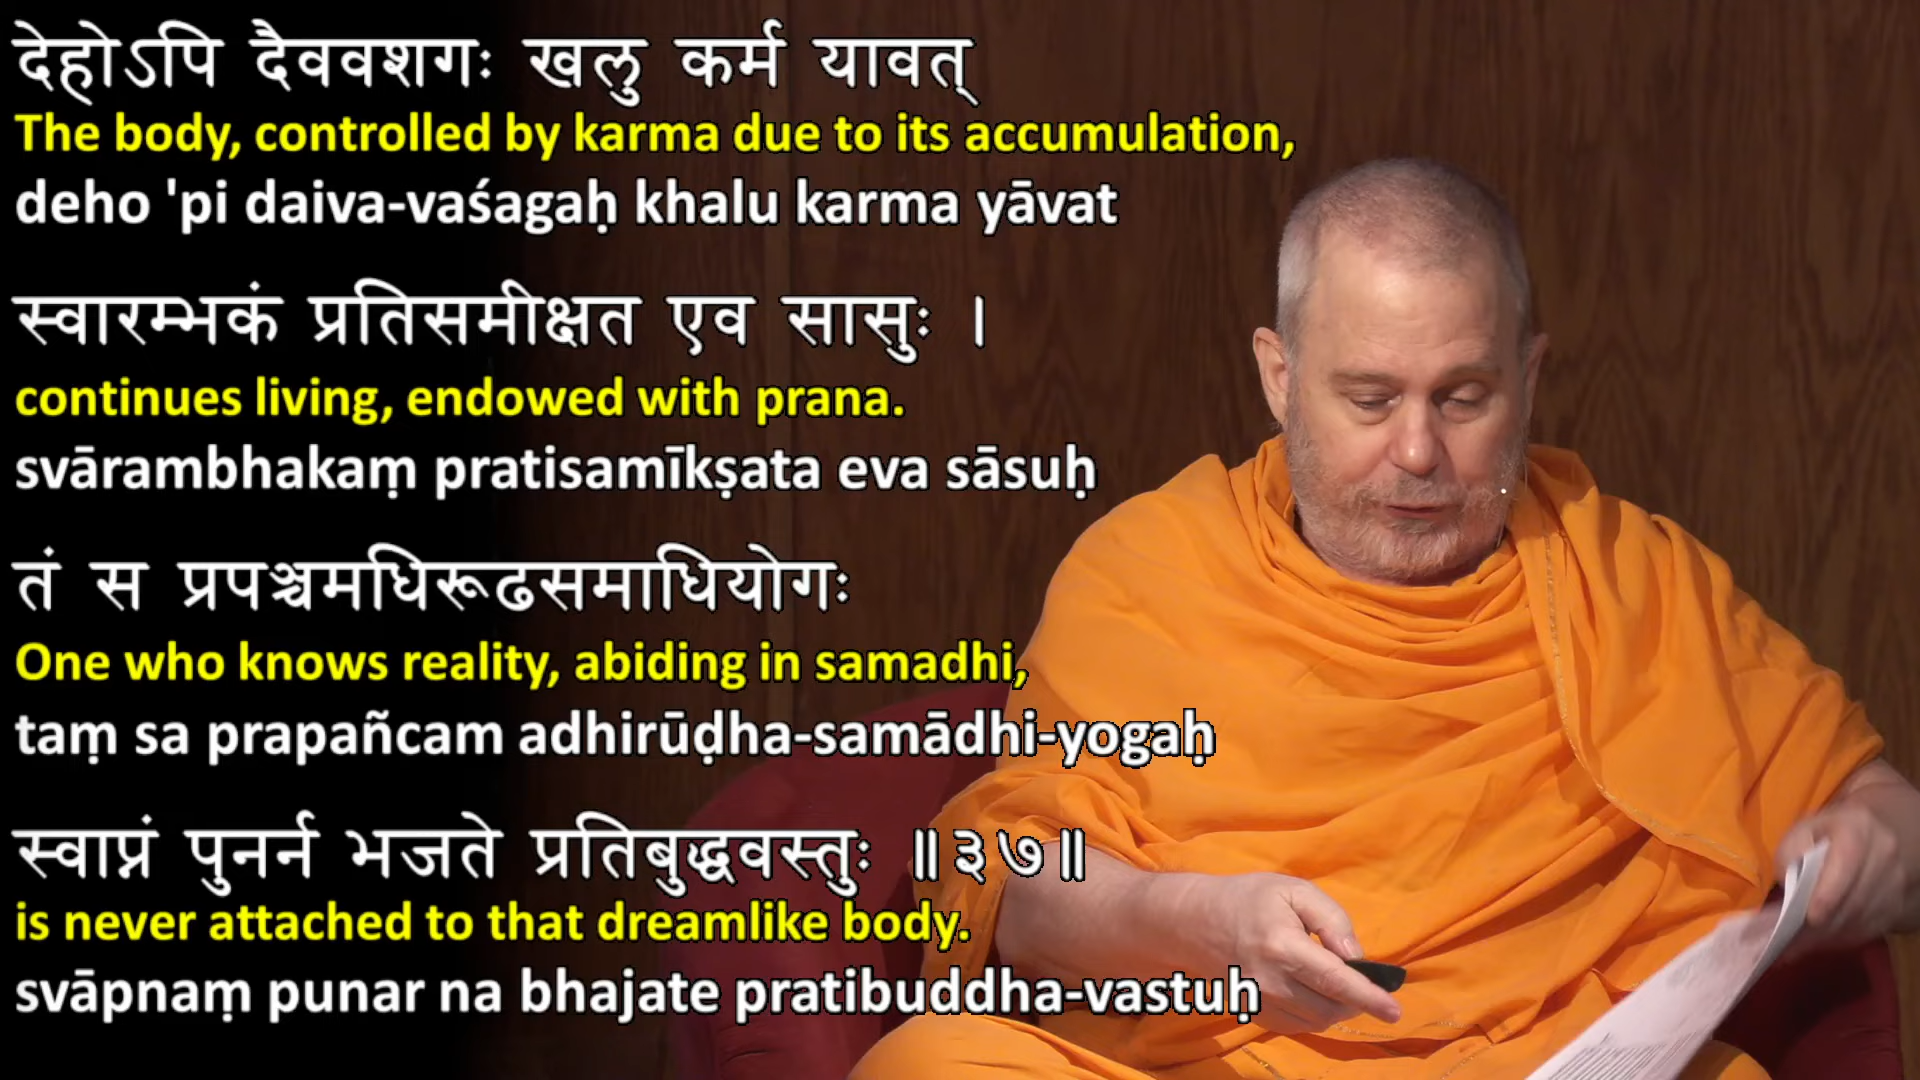 देहोऽपि दैववशगः खलु कर्म यावत्
The body, controlled by karma due to its accumulation,
deho 'pi daiva-vaśagaḥ khalu karma yāvat
स्वारम्भकं प्रतिसमीक्षत एव सासुः ।
continues living, endowed with prana.
svārambhakaṃ pratisamīkṣata eva sāsuḥ
तं स प्रपञ्चमधिरूढसमाधियोगः
One who knows reality, abiding in samadhi,
taṃ sa prapañcam adhirūḍha-samādhi-yogaḥ
स्वाप्नं पुनर्न भजते प्रतिबुद्धवस्तुः ॥३७॥
is never attached to that dreamlike body.
svāpnaṃ punar na bhajate pratibuddha-vastuḥ